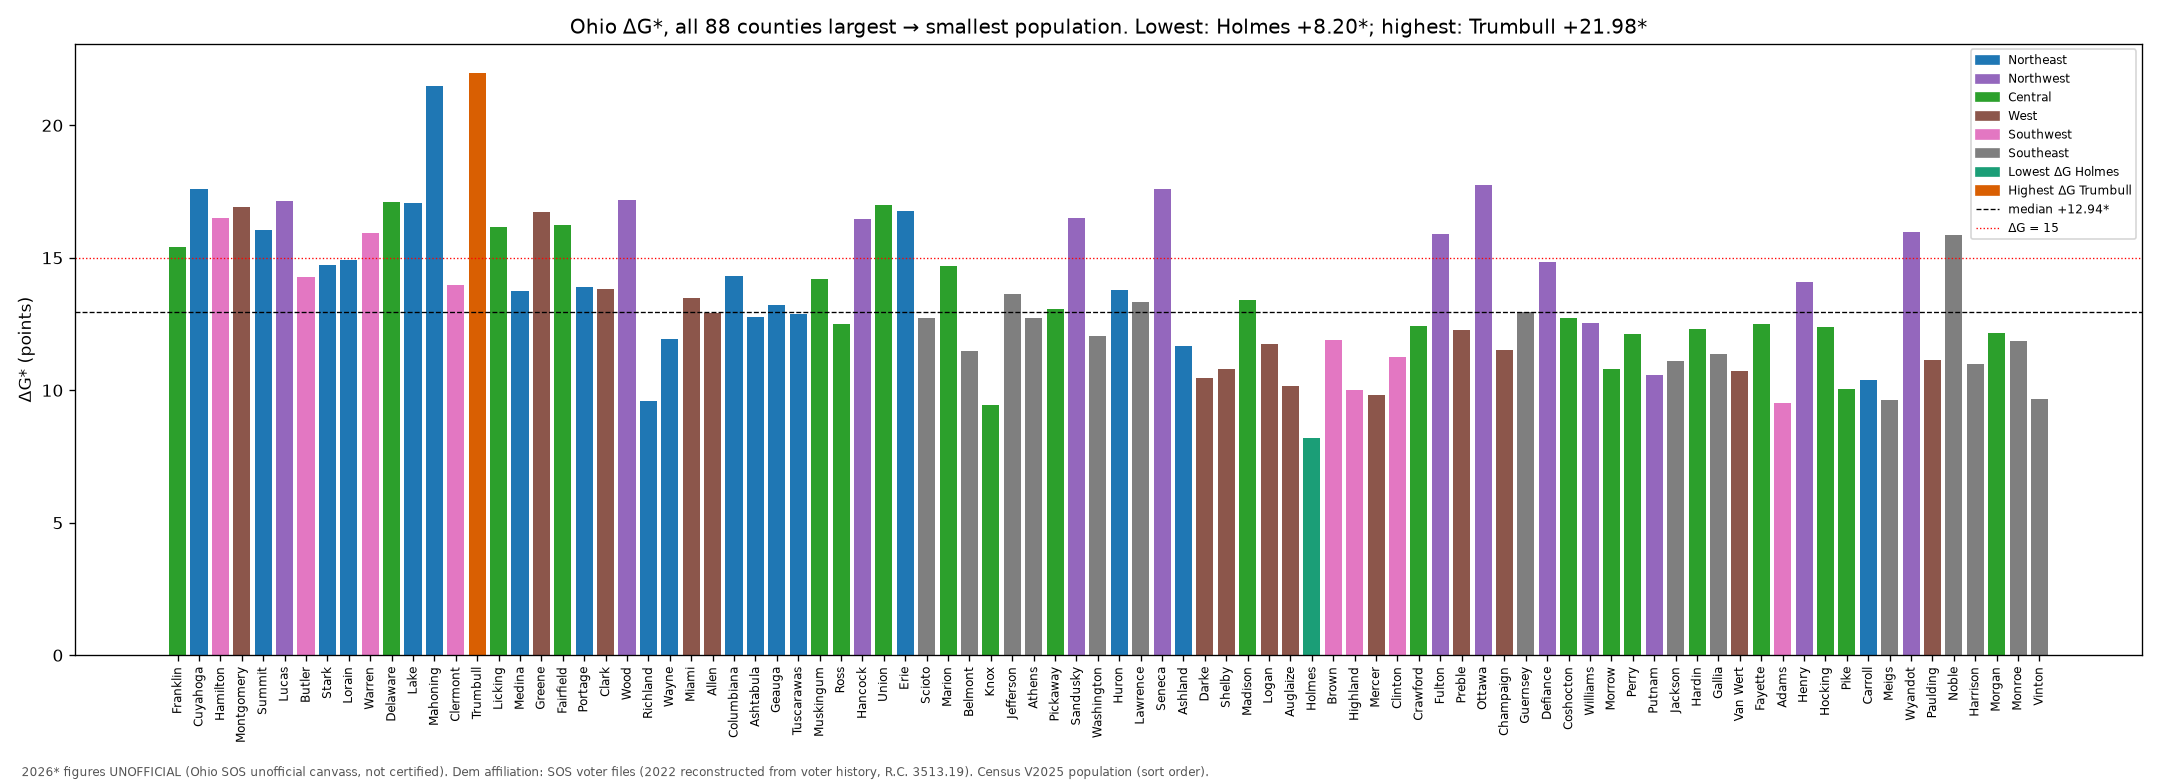 Ohio ΔG*, all 88 counties largest → smallest population. Lowest: Holmes +8.20*; highest: Trumbull +21.98*
ΔG* (points)
20
15
10
5
0
Northeast
Northwest
Central
West
Southwest
Southeast
Lowest ΔG Holmes
Highest ΔG Trumbull
median +12.94*
ΔG = 15
Franklin
Cuyahoga
Hamilton
Montgomery
Summit
Lucas
Butler
Stark
Lorain
Warren
Delaware
Lake
Mahoning
Clermont
Trumbull
Licking
Medina
Greene
Fairfield
Portage
Clark
Wood
Richland
Wayne
Miami
Allen
Columbiana
Ashtabula
Geauga
Tuscarawas
Muskingum
Ross
Hancock
Union
Erie
Scioto
Marion
Belmont
Knox
Jefferson
Athens
Pickaway
Sandusky
Washington
Huron
Lawrence
Seneca
Ashland
Darke
Shelby
Madison
Logan
Auglaize
Holmes
Brown
Highland
Mercer
Clinton
Crawford
Fulton
Preble
Ottawa
Champaign
Guernsey
Defiance
Coshocton
Williams
Morrow
Perry
Putnam
Jackson
Hardin
Gallia
Van Wert
Fayette
Adams
Henry
Hocking
Pike
Carroll
Meigs
Wyandot
Paulding
Noble
Harrison
Morgan
Monroe
Vinton
2026* figures UNOFFICIAL (Ohio SOS unofficial canvass, not certified). Dem affiliation: SOS voter files (2022 reconstructed from voter history, R.C. 3513.19). Census V2025 population (sort order).